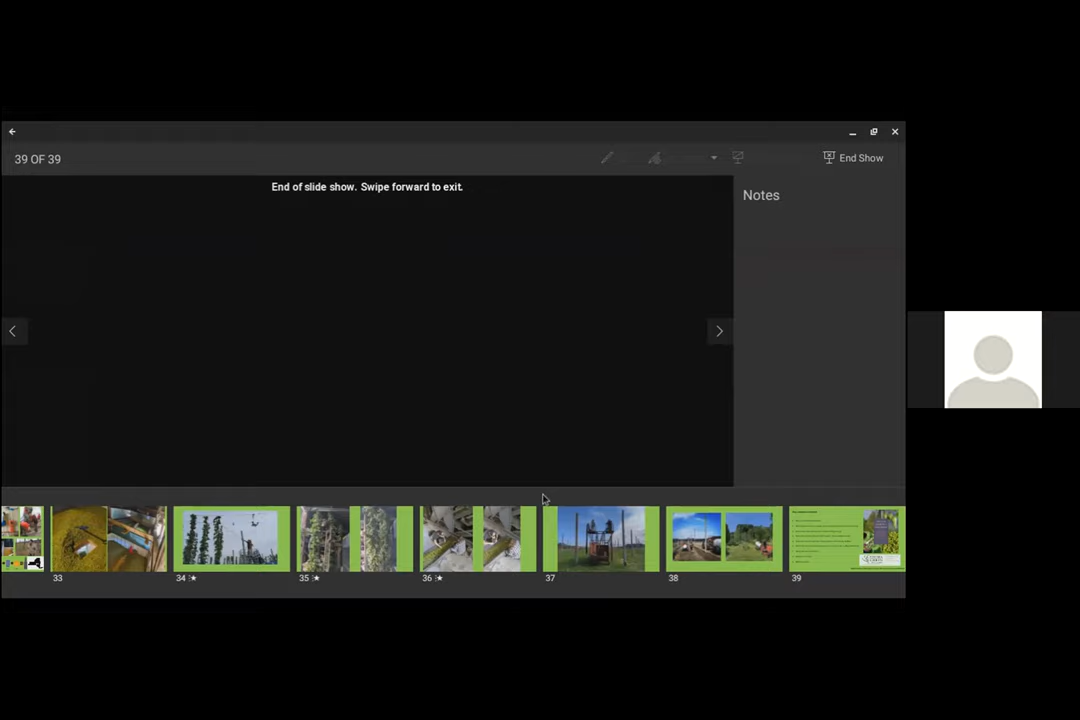 39 OF 39
End Show
End of slide show. Swipe forward to exit.
Notes
33
34
35
36
37
38
39